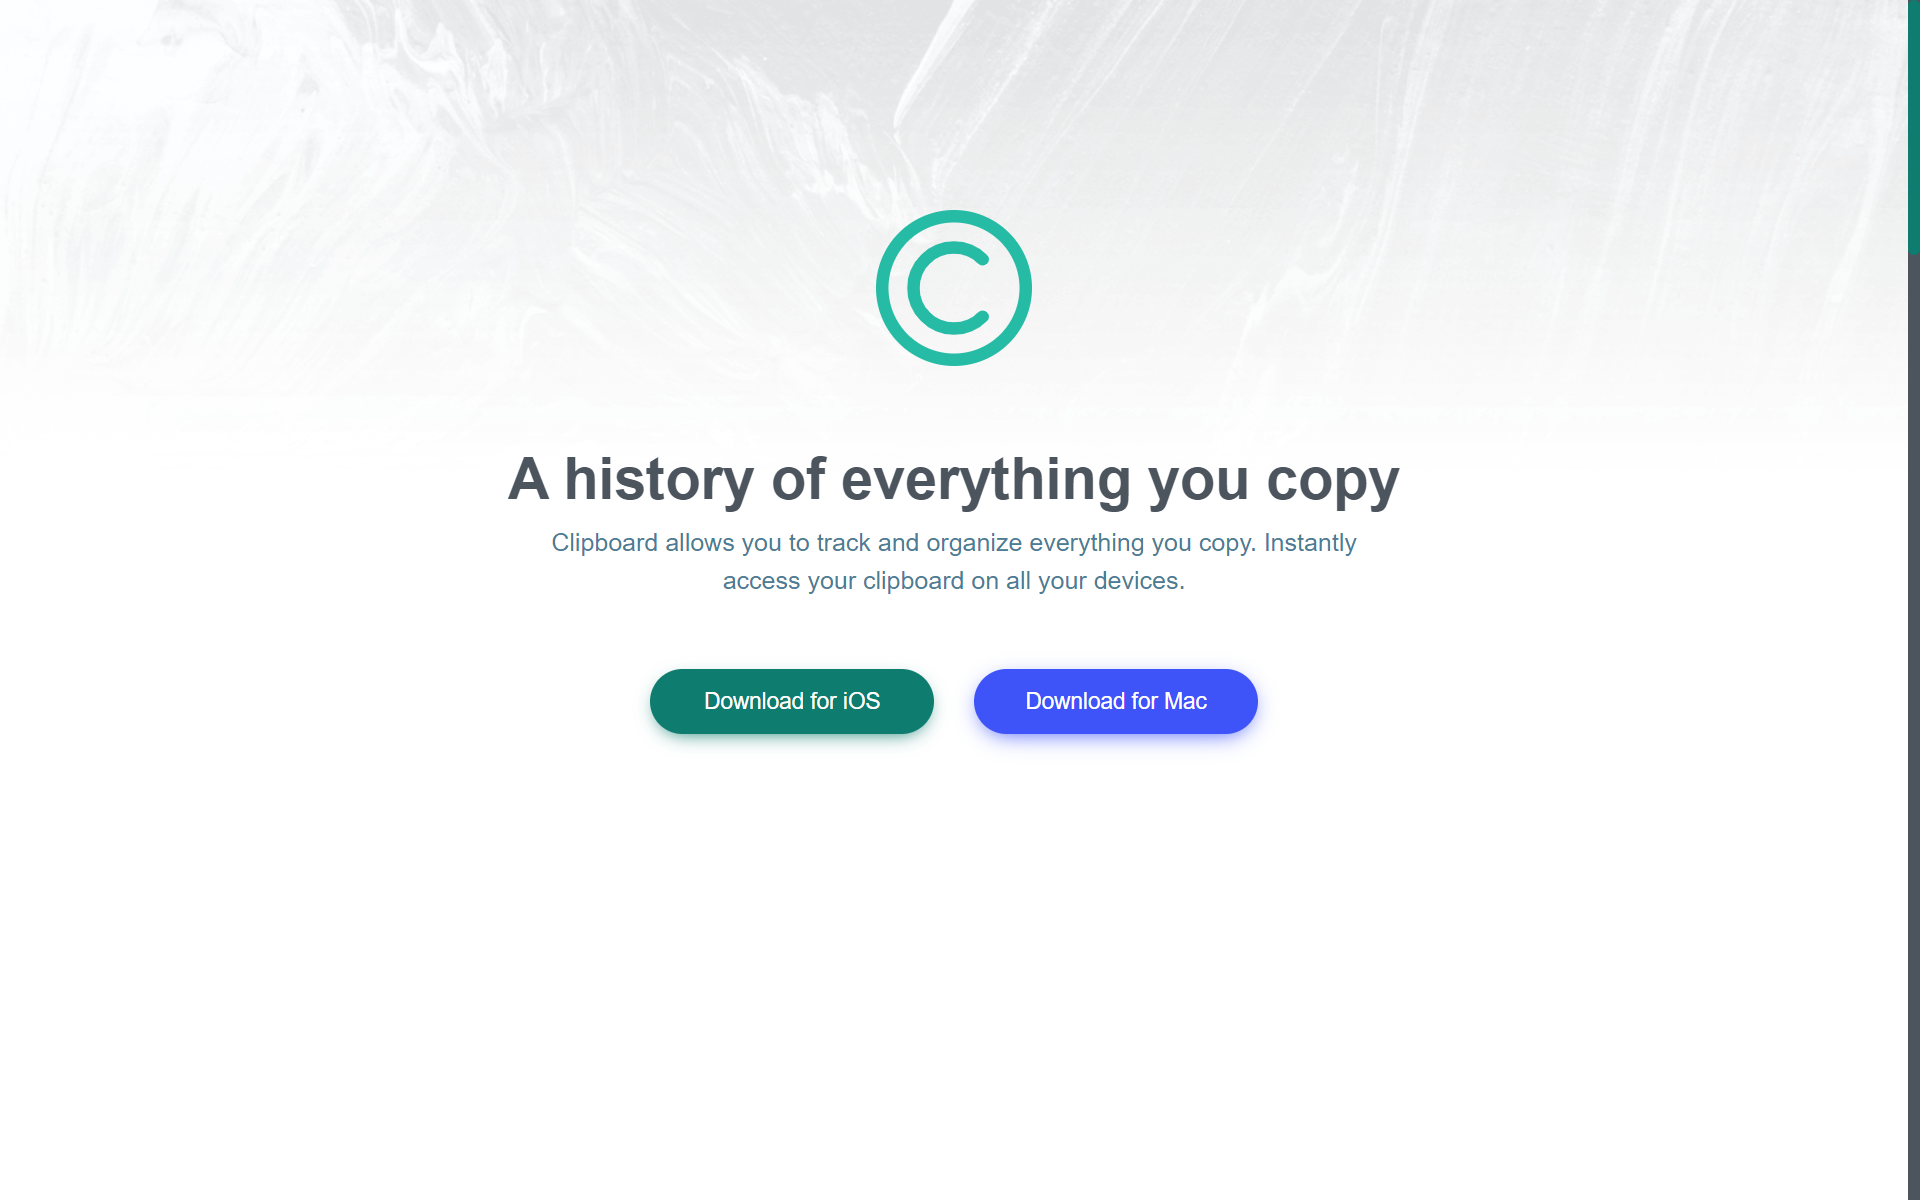 A history of everything you copy
Clipboard allows you to track and organize everything you copy. Instantly
access your clipboard on all your devices.
Download for iOS
Download for Mac